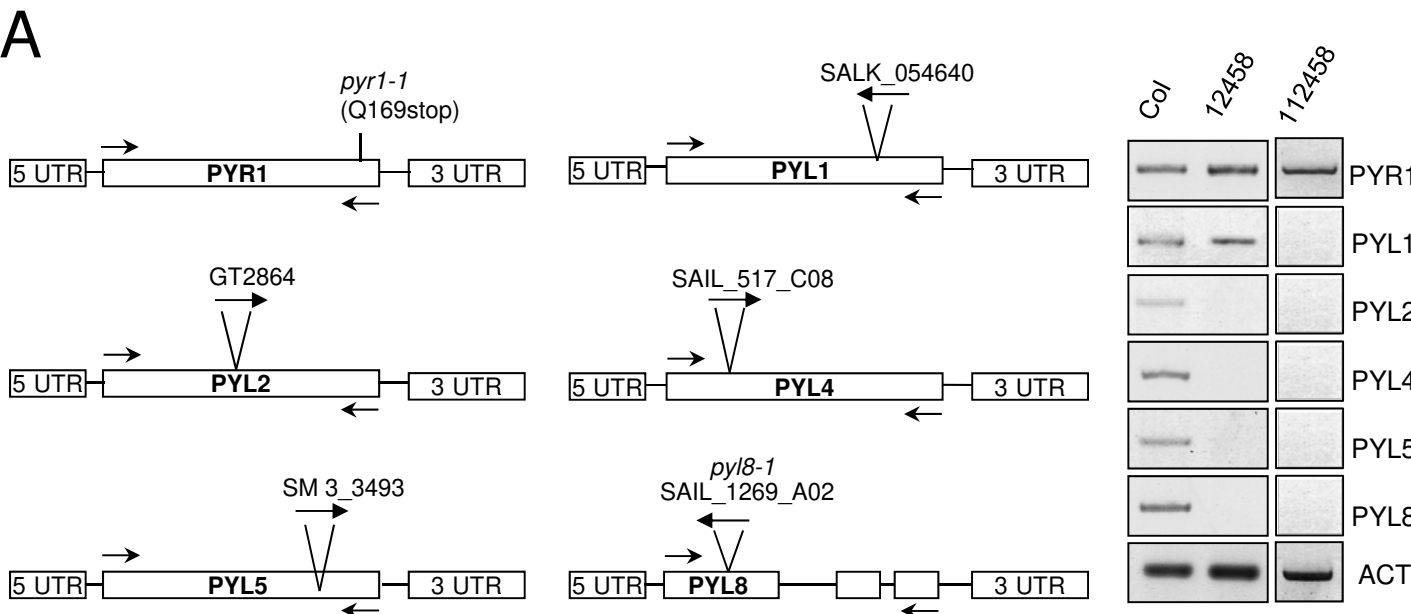 A
pyr1-1
(Q169stop)
5 UTR PYR1 3 UTR
SALK_054640
5 UTR PYL1 3 UTR
GT2864
5 UTR PYL2 3 UTR
SAIL_517_C08
5 UTR PYL4 3 UTR
SM 3_3493
5 UTR PYL5 3 UTR
pyl8-1
SAIL_1269_A02
5 UTR PYL8 3 UTR
Col 12458 112458
PYR1
PYL1
PYL2
PYL4
PYL5
PYL8
ACT